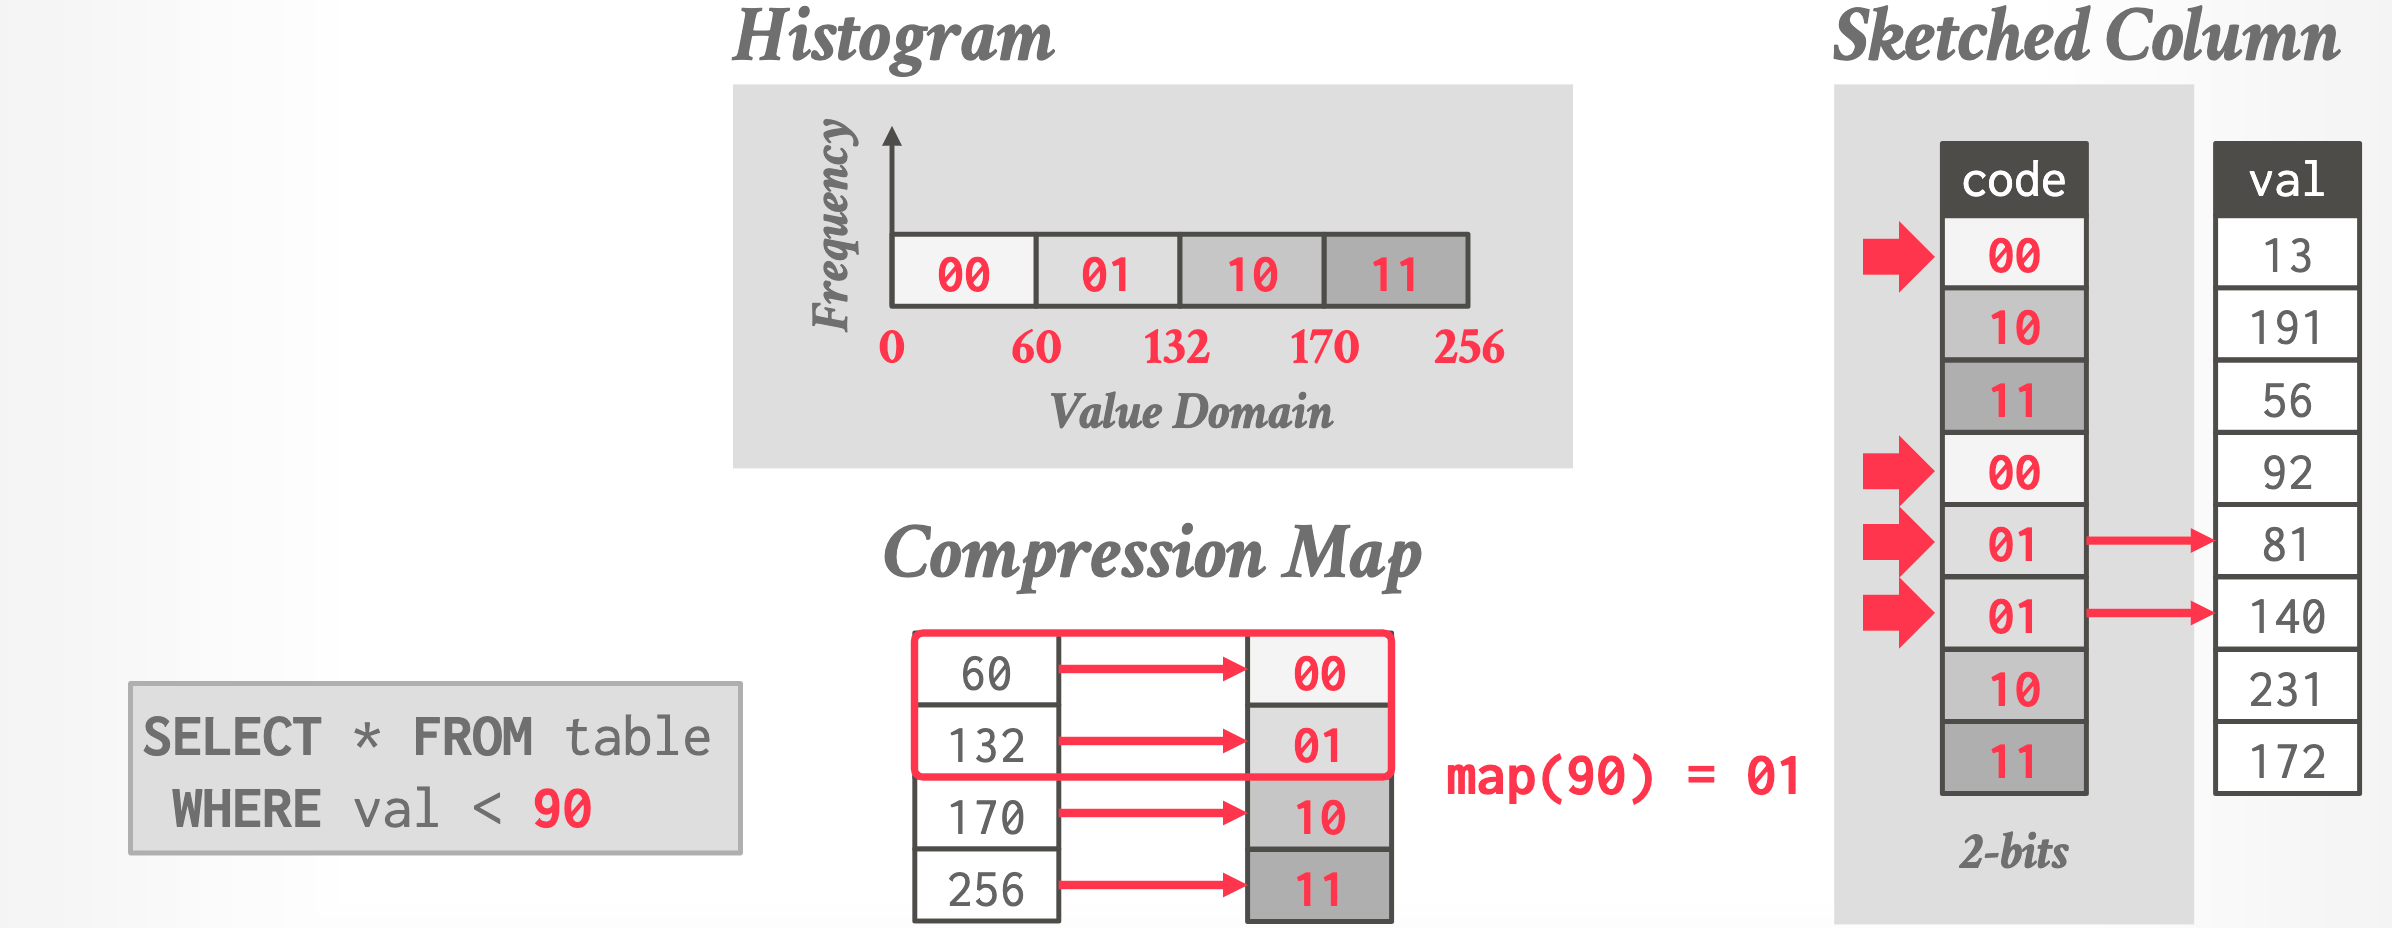 Histogram
Frequency
00 01 10 11
0 60 132 170 256
Value Domain
Compression Map
60 00
132 01
170 10
256 11
map(90) = 01
SELECT * FROM table
WHERE val < 90
Sketched Column
code val
00 13
10 191
11 56
00 92
01 81
01 140
10 231
11 172
2-bits